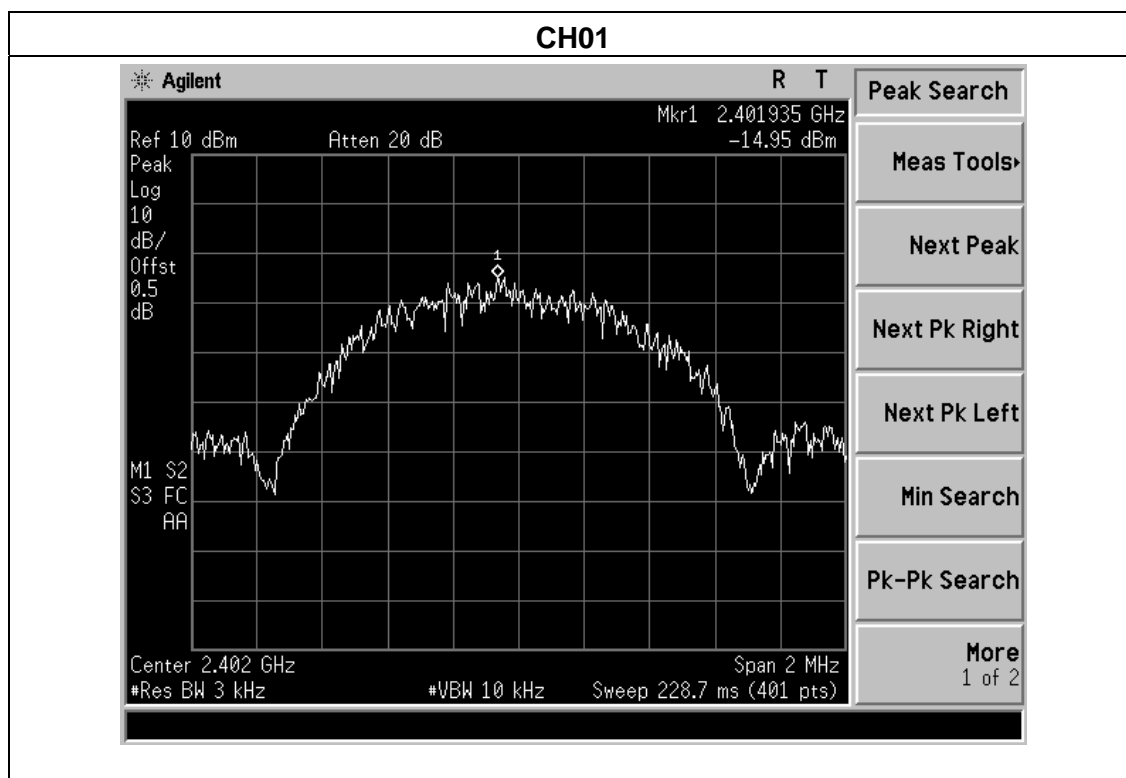 CH01
Agilent R T
Peak Search
Mkr1 2.401935 GHz
Ref 10 dBm Atten 20 dB -14.95 dBm
Peak
Log
10
dB/
Offst
0.5
dB
1
M1 S2
S3 FC
AA
Center 2.402 GHz Span 2 MHz
#Res BW 3 kHz #VBW 10 kHz Sweep 228.7 ms (401 pts)
Meas Tools
Next Peak
Next Pk Right
Next Pk Left
Min Search
Pk-Pk Search
More
1 of 2